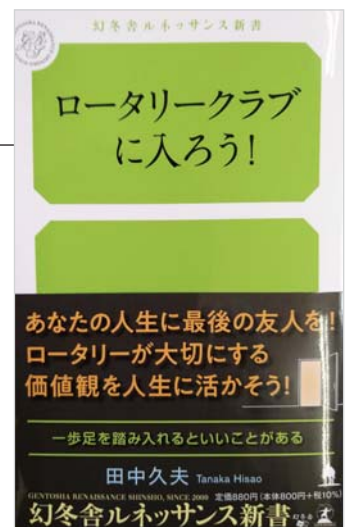 幻冬舎ルネッサンス新書
ロータリークラブ
に入ろう!
あなたの人生に最後の友人を!
ロータリーが大切にする
価値観を人生に活かそう!
一歩足を踏み入れるといいことがある
田中久夫 Tanaka Hisao
GENTOSHA RENAISSANCE SHINSHO, SINCE 2008 定価880円(本体800円+税10%)
幻冬舎ルネッサンス新書